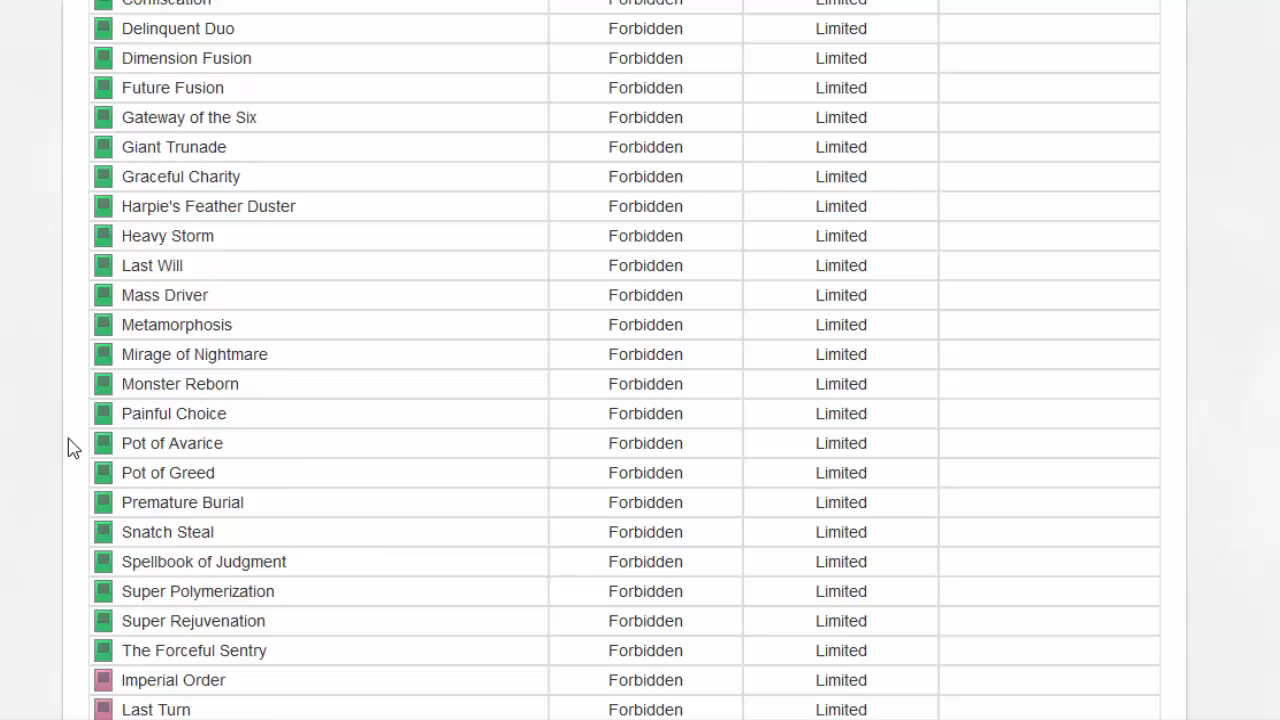 Confiscation Forbidden Limited
Delinquent Duo Forbidden Limited
Dimension Fusion Forbidden Limited
Future Fusion Forbidden Limited
Gateway of the Six Forbidden Limited
Giant Trunade Forbidden Limited
Graceful Charity Forbidden Limited
Harpie's Feather Duster Forbidden Limited
Heavy Storm Forbidden Limited
Last Will Forbidden Limited
Mass Driver Forbidden Limited
Metamorphosis Forbidden Limited
Mirage of Nightmare Forbidden Limited
Monster Reborn Forbidden Limited
Painful Choice Forbidden Limited
Pot of Avarice Forbidden Limited
Pot of Greed Forbidden Limited
Premature Burial Forbidden Limited
Snatch Steal Forbidden Limited
Spellbook of Judgment Forbidden Limited
Super Polymerization Forbidden Limited
Super Rejuvenation Forbidden Limited
The Forceful Sentry Forbidden Limited
Imperial Order Forbidden Limited
Last Turn Forbidden Limited